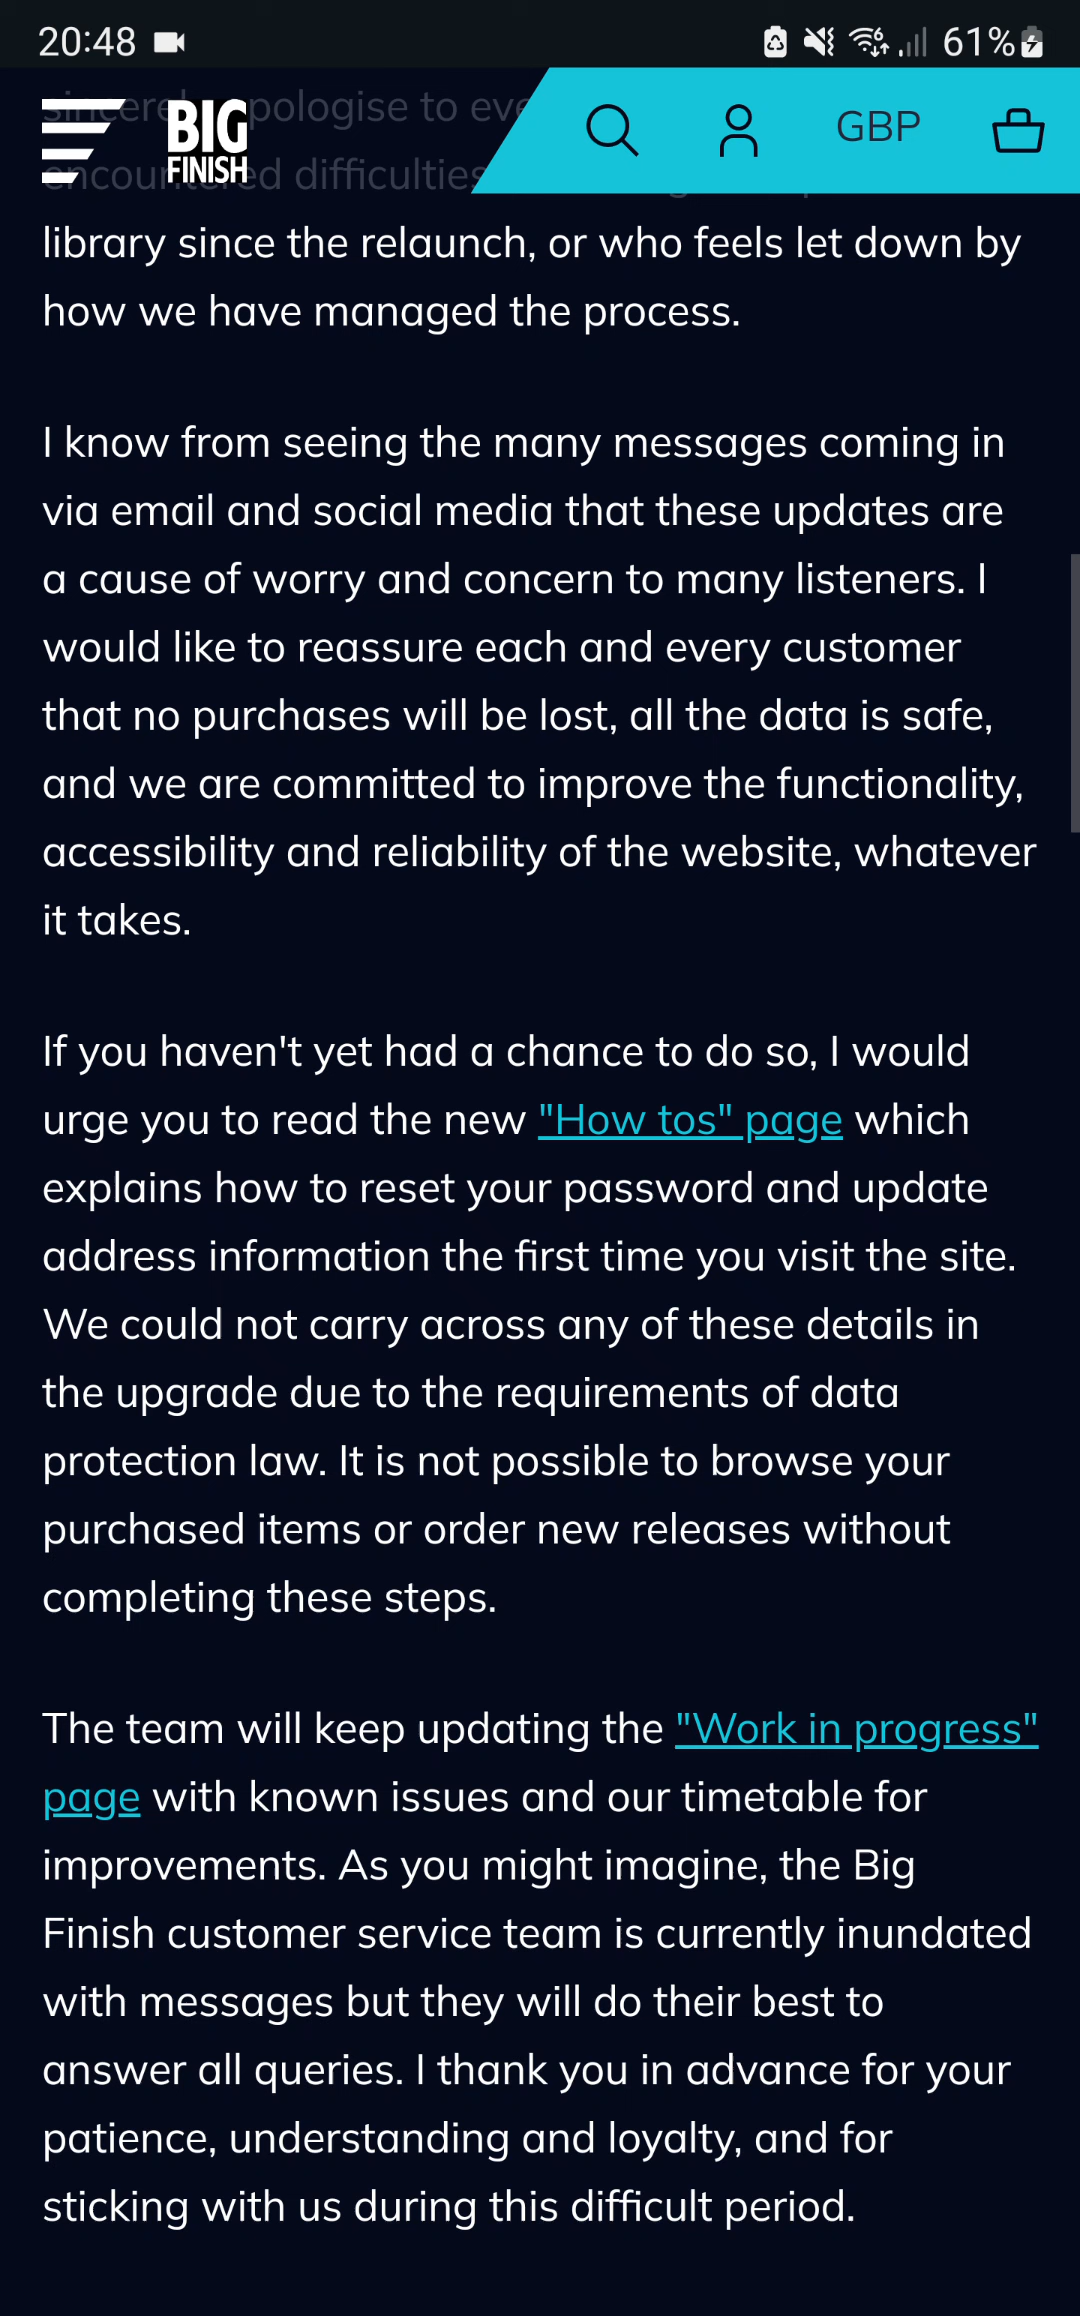 20:48
61%
BIG
FINISH
GBP
sincerely apologise to eve
encountered difficulties
library since the relaunch, or who feels let down by
how we have managed the process.
I know from seeing the many messages coming in
via email and social media that these updates are
a cause of worry and concern to many listeners. I
would like to reassure each and every customer
that no purchases will be lost, all the data is safe,
and we are committed to improve the functionality,
accessibility and reliability of the website, whatever
it takes.
If you haven't yet had a chance to do so, I would
urge you to read the new "How tos" page which
explains how to reset your password and update
address information the first time you visit the site.
We could not carry across any of these details in
the upgrade due to the requirements of data
protection law. It is not possible to browse your
purchased items or order new releases without
completing these steps.
The team will keep updating the "Work in progress"
page with known issues and our timetable for
improvements. As you might imagine, the Big
Finish customer service team is currently inundated
with messages but they will do their best to
answer all queries. I thank you in advance for your
patience, understanding and loyalty, and for
sticking with us during this difficult period.